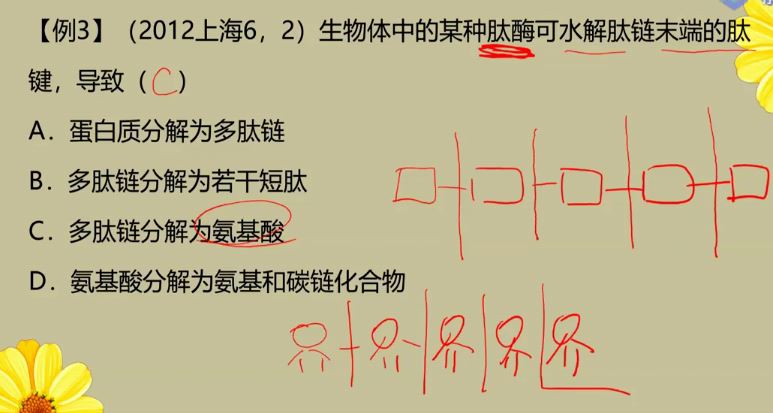 【例3】（2012上海6，2）生物体中的某种肽酶可水解肽链末端的肽
键，导致（C）
A．蛋白质分解为多肽链
B．多肽链分解为若干短肽
C．多肽链分解为氨基酸
D．氨基酸分解为氨基和碳链化合物